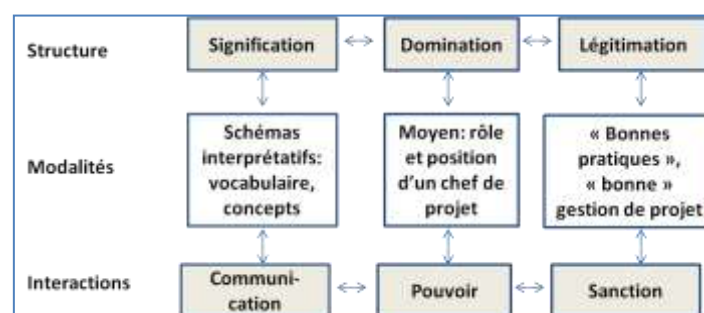 Structure
Signification
Domination
Légitimation
Modalités
Schémas
interprétatifs:
vocabulaire,
concepts
Moyen: rôle
et position
d'un chef de
projet
« Bonnes
pratiques »,
« bonne »
gestion de projet
Interactions
Communi-
cation
Pouvoir
Sanction